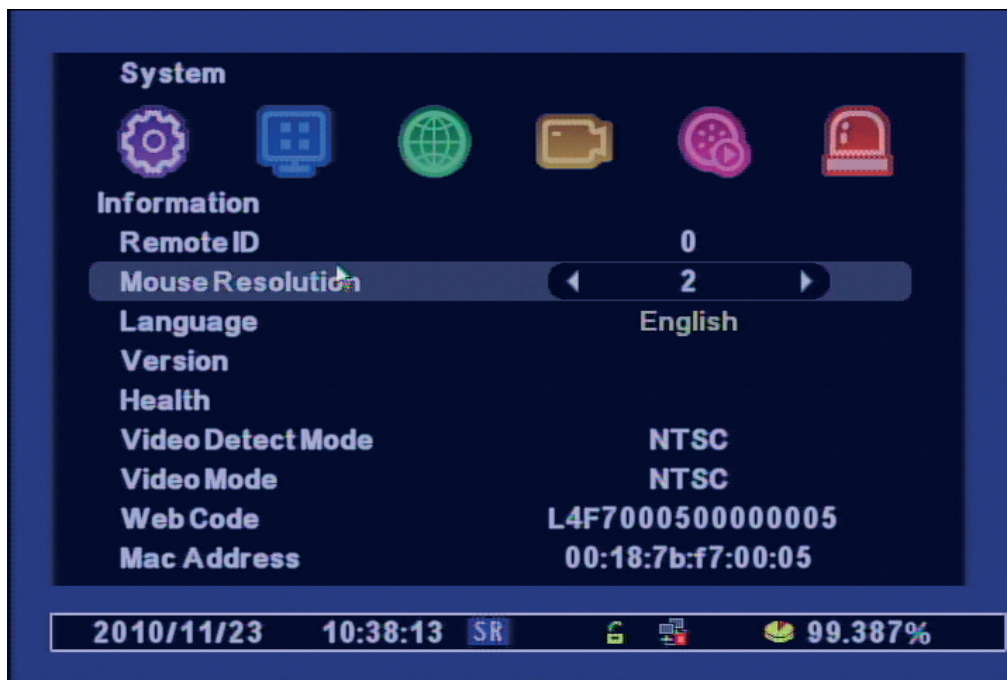 System
Information
Remote ID 0
Mouse Resolution 2
Language English
Version
Health
Video Detect Mode NTSC
Video Mode NTSC
Web Code L4F7000500000005
Mac Address 00:18:7b:f7:00:05
2010/11/23 10:38:13 SR 99.387%